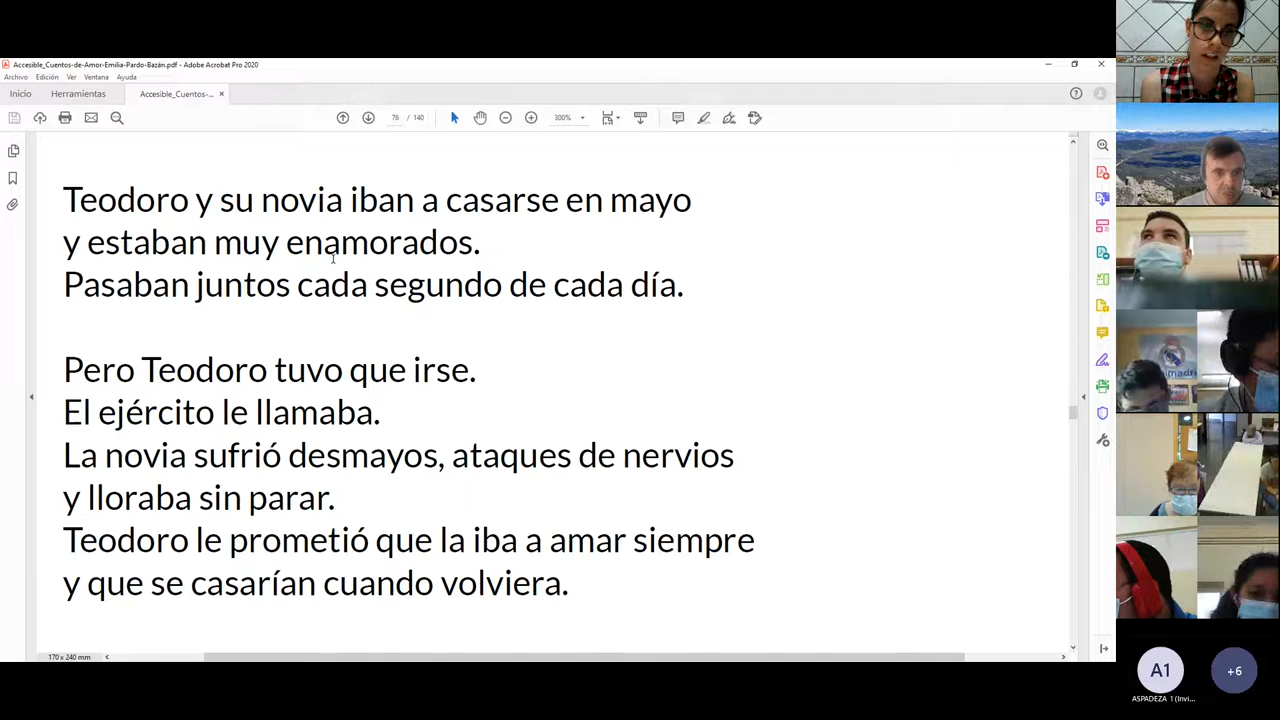 Accesible_Cuentos-de-Amor-Emilia-Pardo-Bazán.pdf - Adobe Acrobat Pro 2020
Archivo Edición Ver Ventana Ayuda
Inicio Herramientas Accesible_Cuentos-...
76 / 140 300%
Teodoro y su novia iban a casarse en mayo
y estaban muy enamorados.
Pasaban juntos cada segundo de cada día.
Pero Teodoro tuvo que irse.
El ejército le llamaba.
La novia sufrió desmayos, ataques de nervios
y lloraba sin parar.
Teodoro le prometió que la iba a amar siempre
y que se casarían cuando volviera.
170 x 240 mm
A1
+6
ASPADEZA 1 (Invi...